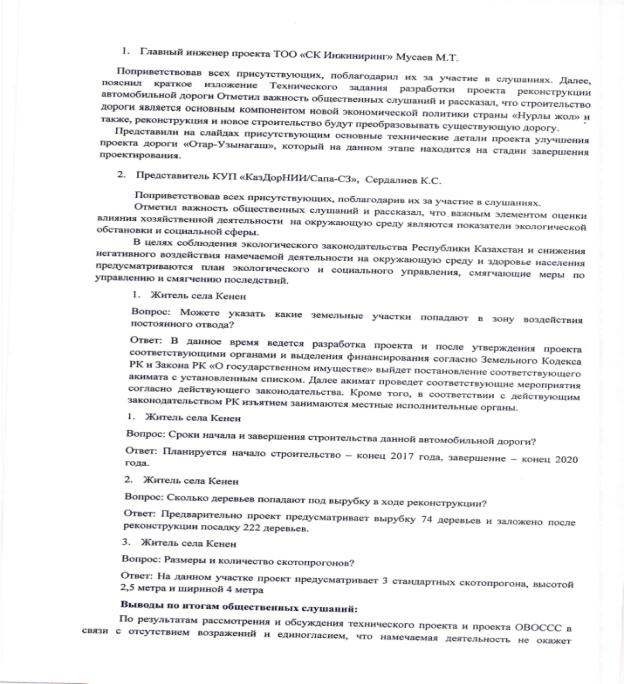 1. Главный инженер проекта ТОО «СК Инжиниринг» Мусаев М.Т.
Поприветствовав всех присутствующих, поблагодарил их за участие в слушаниях. Далее,
пояснил краткое изложение Технического задания разработки проекта реконструкции
автомобильной дороги Отметил важность общественных слушаний и рассказал, что строительство
дороги является основным компонентом новой экономической политики страны «Нурлы жол» и
также, реконструкция и новое строительство будут преобразовывать существующую дорогу.
Представили на слайдах присутствующим основные технические детали проекта улучшения
проекта дороги «Отар-Узынагаш», который на данном этапе находится на стадии завершения
проектирования.
2. Представитель КУП «КазДорНИИ/Сапа-СЗ», Сердалиев К.С.
Поприветствовав всех присутствующих, поблагодарив их за участие в слушаниях.
Отметил важность общественных слушаний и рассказал, что важным элементом оценки
влияния хозяйственной деятельности на окружающую среду являются показатели экологической
обстановки и социальной сферы.
В целях соблюдения экологического законодательства Республики Казахстан и снижения
негативного воздействия намечаемой деятельности на окружающую среду и здоровье населения
предусматриваются план экологического и социального управления, смягчающие меры по
управлению и смягчению последствий.
1. Житель села Кенен
Вопрос: Можете указать какие земельные участки попадают в зону воздействия
постоянного отвода?
Ответ: В данное время ведется разработка проекта и после утверждения проекта
соответствующими органами и выделения финансирования согласно Земельного Кодекса
РК и Закона РК «О государственном имуществе» выйдет постановление соответствующего
акимата с установленным списком. Далее акимат проведет соответствующие мероприятия
согласно действующего законодательства. Кроме того, в соответствии с действующим
законодательством РК изъятием занимаются местные исполнительные органы.
1. Житель села Кенен
Вопрос: Сроки начала и завершения строительства данной автомобильной дороги?
Ответ: Планируется начало строительство – конец 2017 года, завершение – конец 2020
года.
2. Житель села Кенен
Вопрос: Сколько деревьев попадают под вырубку в ходе реконструкции?
Ответ: Предварительно проект предусматривает вырубку 74 деревьев и заложено после
реконструкции посадку 222 деревьев.
3. Житель села Кенен
Вопрос: Размеры и количество скотопрогонов?
Ответ: На данном участке проект предусматривает 3 стандартных скотопрогона, высотой
2,5 метра и шириной 4 метра
Выводы по итогам общественных слушаний:
По результатам рассмотрения и обсуждения технического проекта и проекта ОВОССС в
связи с отсутствием возражений и единогласием, что намечаемая деятельность не окажет